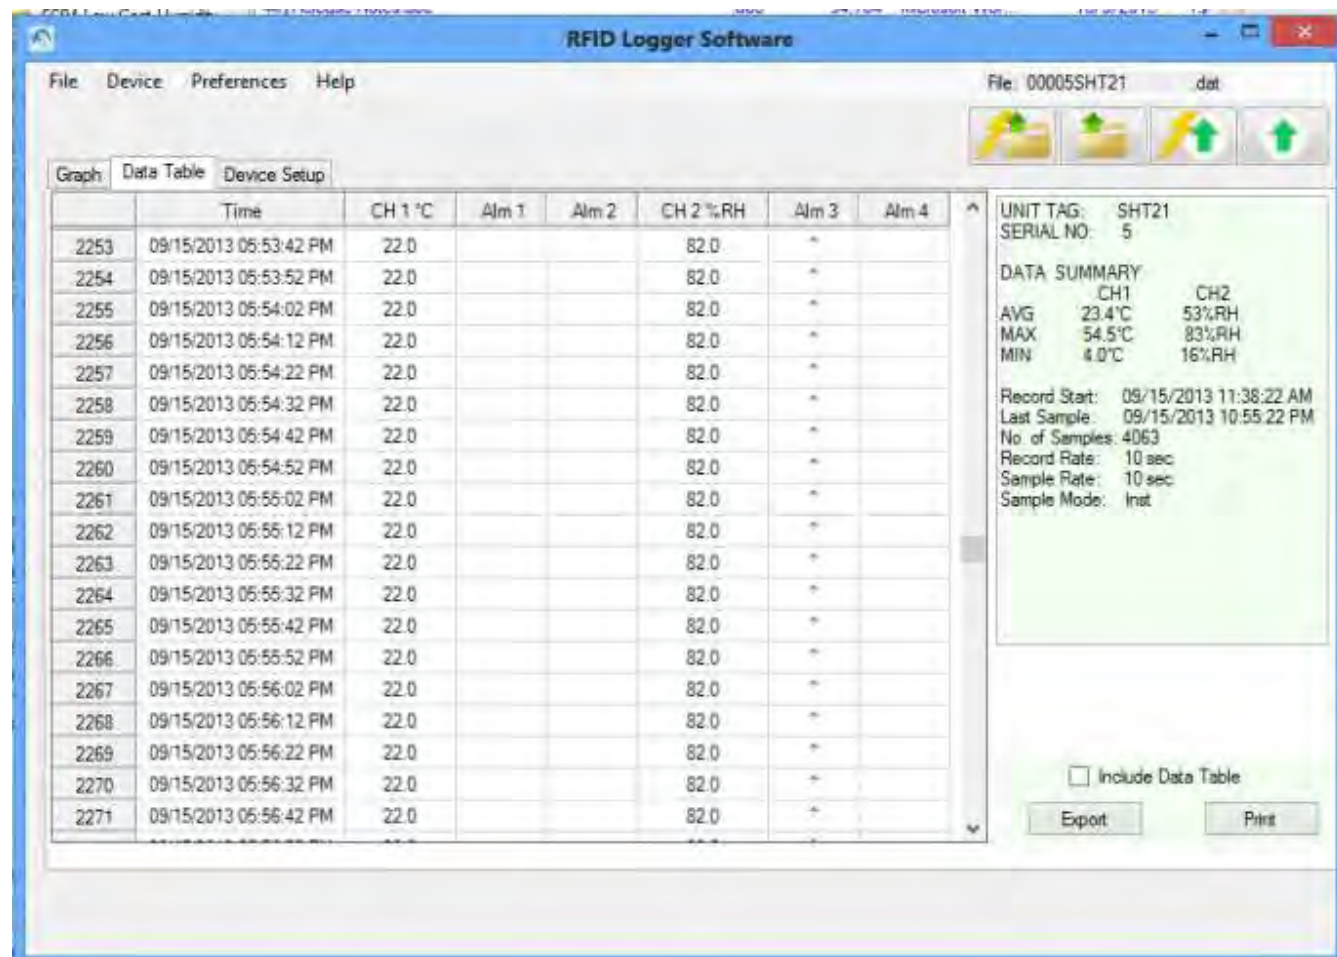 RFID Logger Software
File Device Preferences Help
File: 00005SHT21 .dat
Graph Data Table Device Setup
Time CH 1 °C Alm 1 Alm 2 CH 2 %RH Alm 3 Alm 4
2253 09/15/2013 05:53:42 PM 22.0 82.0 ^
2254 09/15/2013 05:53:52 PM 22.0 82.0 ^
2255 09/15/2013 05:54:02 PM 22.0 82.0 ^
2256 09/15/2013 05:54:12 PM 22.0 82.0 ^
2257 09/15/2013 05:54:22 PM 22.0 82.0 ^
2258 09/15/2013 05:54:32 PM 22.0 82.0 ^
2259 09/15/2013 05:54:42 PM 22.0 82.0 ^
2260 09/15/2013 05:54:52 PM 22.0 82.0 ^
2261 09/15/2013 05:55:02 PM 22.0 82.0 ^
2262 09/15/2013 05:55:12 PM 22.0 82.0 ^
2263 09/15/2013 05:55:22 PM 22.0 82.0 ^
2264 09/15/2013 05:55:32 PM 22.0 82.0 ^
2265 09/15/2013 05:55:42 PM 22.0 82.0 ^
2266 09/15/2013 05:55:52 PM 22.0 82.0 ^
2267 09/15/2013 05:56:02 PM 22.0 82.0 ^
2268 09/15/2013 05:56:12 PM 22.0 82.0 ^
2269 09/15/2013 05:56:22 PM 22.0 82.0 ^
2270 09/15/2013 05:56:32 PM 22.0 82.0 ^
2271 09/15/2013 05:56:42 PM 22.0 82.0 ^
UNIT TAG: SHT21
SERIAL NO: 5
DATA SUMMARY
CH1 CH2
AVG 23.4°C 53%RH
MAX 54.5°C 83%RH
MIN 4.0°C 16%RH
Record Start: 09/15/2013 11:38:22 AM
Last Sample: 09/15/2013 10:55:22 PM
No. of Samples: 4063
Record Rate: 10 sec
Sample Rate: 10 sec
Sample Mode: Inst
Include Data Table
Export Print